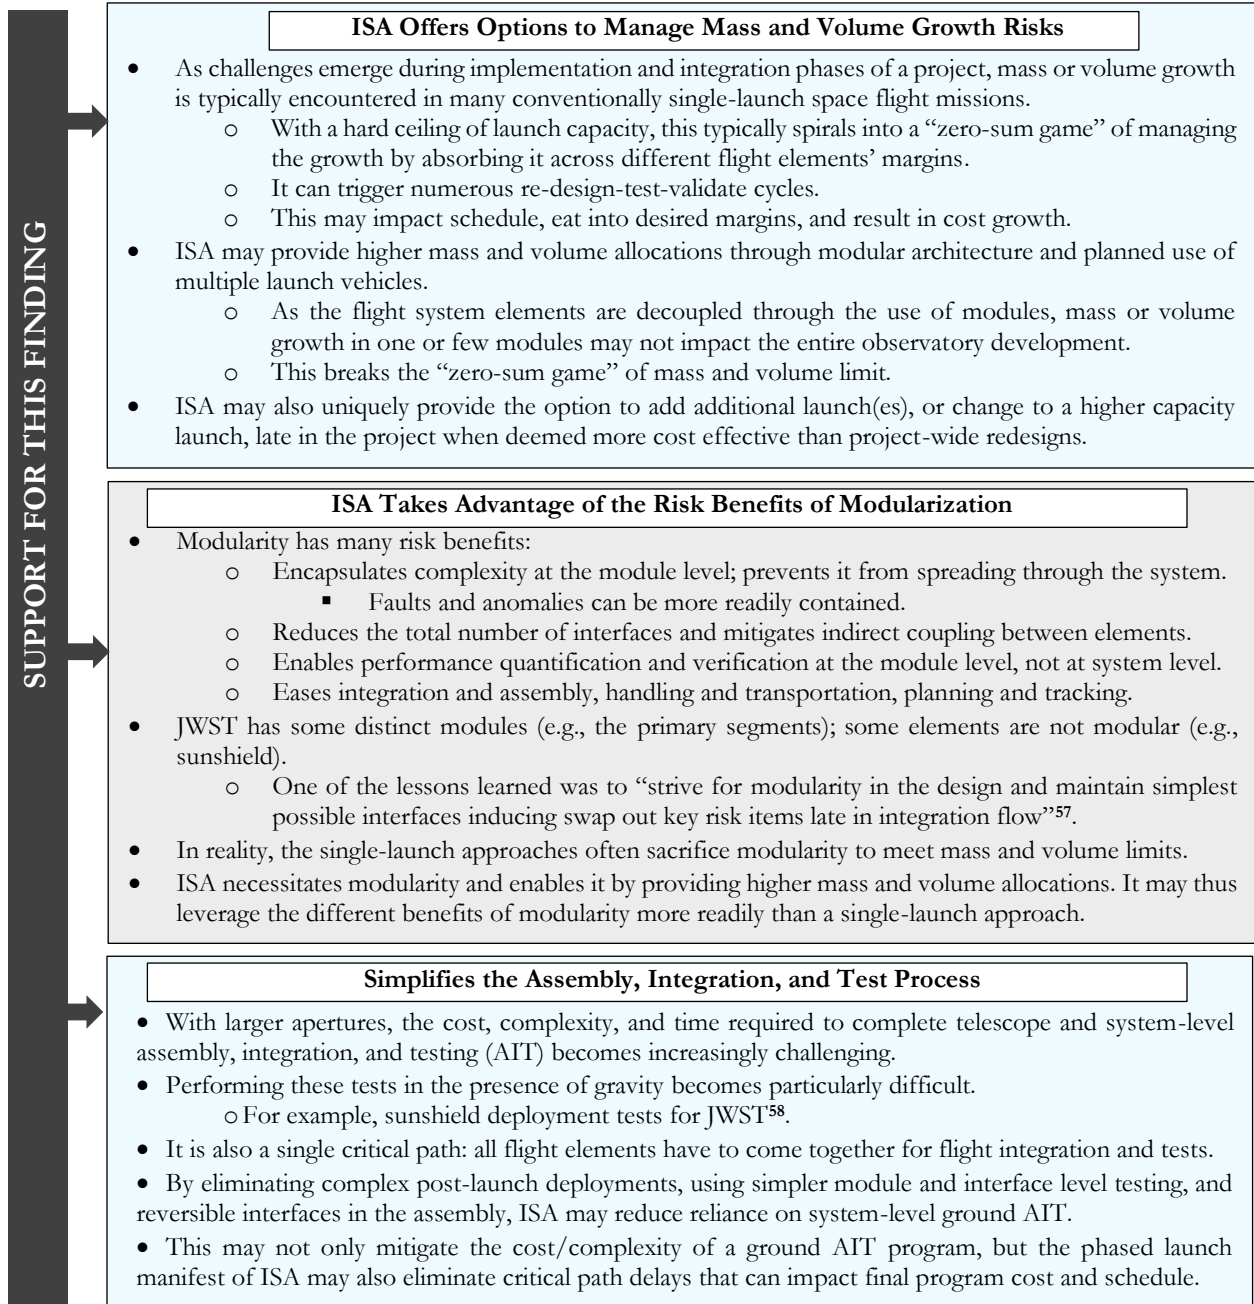 SUPPORT FOR THIS FINDING
ISA Offers Options to Manage Mass and Volume Growth Risks
• As challenges emerge during implementation and integration phases of a project, mass or volume growth
is typically encountered in many conventionally single-launch space flight missions.
o With a hard ceiling of launch capacity, this typically spirals into a “zero-sum game” of managing
the growth by absorbing it across different flight elements’ margins.
o It can trigger numerous re-design-test-validate cycles.
o This may impact schedule, eat into desired margins, and result in cost growth.
• ISA may provide higher mass and volume allocations through modular architecture and planned use of
multiple launch vehicles.
o As the flight system elements are decoupled through the use of modules, mass or volume
growth in one or few modules may not impact the entire observatory development.
o This breaks the “zero-sum game” of mass and volume limit.
• ISA may also uniquely provide the option to add additional launch(es), or change to a higher capacity
launch, late in the project when deemed more cost effective than project-wide redesigns.
ISA Takes Advantage of the Risk Benefits of Modularization
• Modularity has many risk benefits:
o Encapsulates complexity at the module level; prevents it from spreading through the system.
▪ Faults and anomalies can be more readily contained.
o Reduces the total number of interfaces and mitigates indirect coupling between elements.
o Enables performance quantification and verification at the module level, not at system level.
o Eases integration and assembly, handling and transportation, planning and tracking.
• JWST has some distinct modules (e.g., the primary segments); some elements are not modular (e.g.,
sunshield).
o One of the lessons learned was to “strive for modularity in the design and maintain simplest
possible interfaces inducing swap out key risk items late in integration flow”57.
• In reality, the single-launch approaches often sacrifice modularity to meet mass and volume limits.
• ISA necessitates modularity and enables it by providing higher mass and volume allocations. It may thus
leverage the different benefits of modularity more readily than a single-launch approach.
Simplifies the Assembly, Integration, and Test Process
• With larger apertures, the cost, complexity, and time required to complete telescope and system-level
assembly, integration, and testing (AIT) becomes increasingly challenging.
• Performing these tests in the presence of gravity becomes particularly difficult.
o For example, sunshield deployment tests for JWST58.
• It is also a single critical path: all flight elements have to come together for flight integration and tests.
• By eliminating complex post-launch deployments, using simpler module and interface level testing, and
reversible interfaces in the assembly, ISA may reduce reliance on system-level ground AIT.
• This may not only mitigate the cost/complexity of a ground AIT program, but the phased launch
manifest of ISA may also eliminate critical path delays that can impact final program cost and schedule.